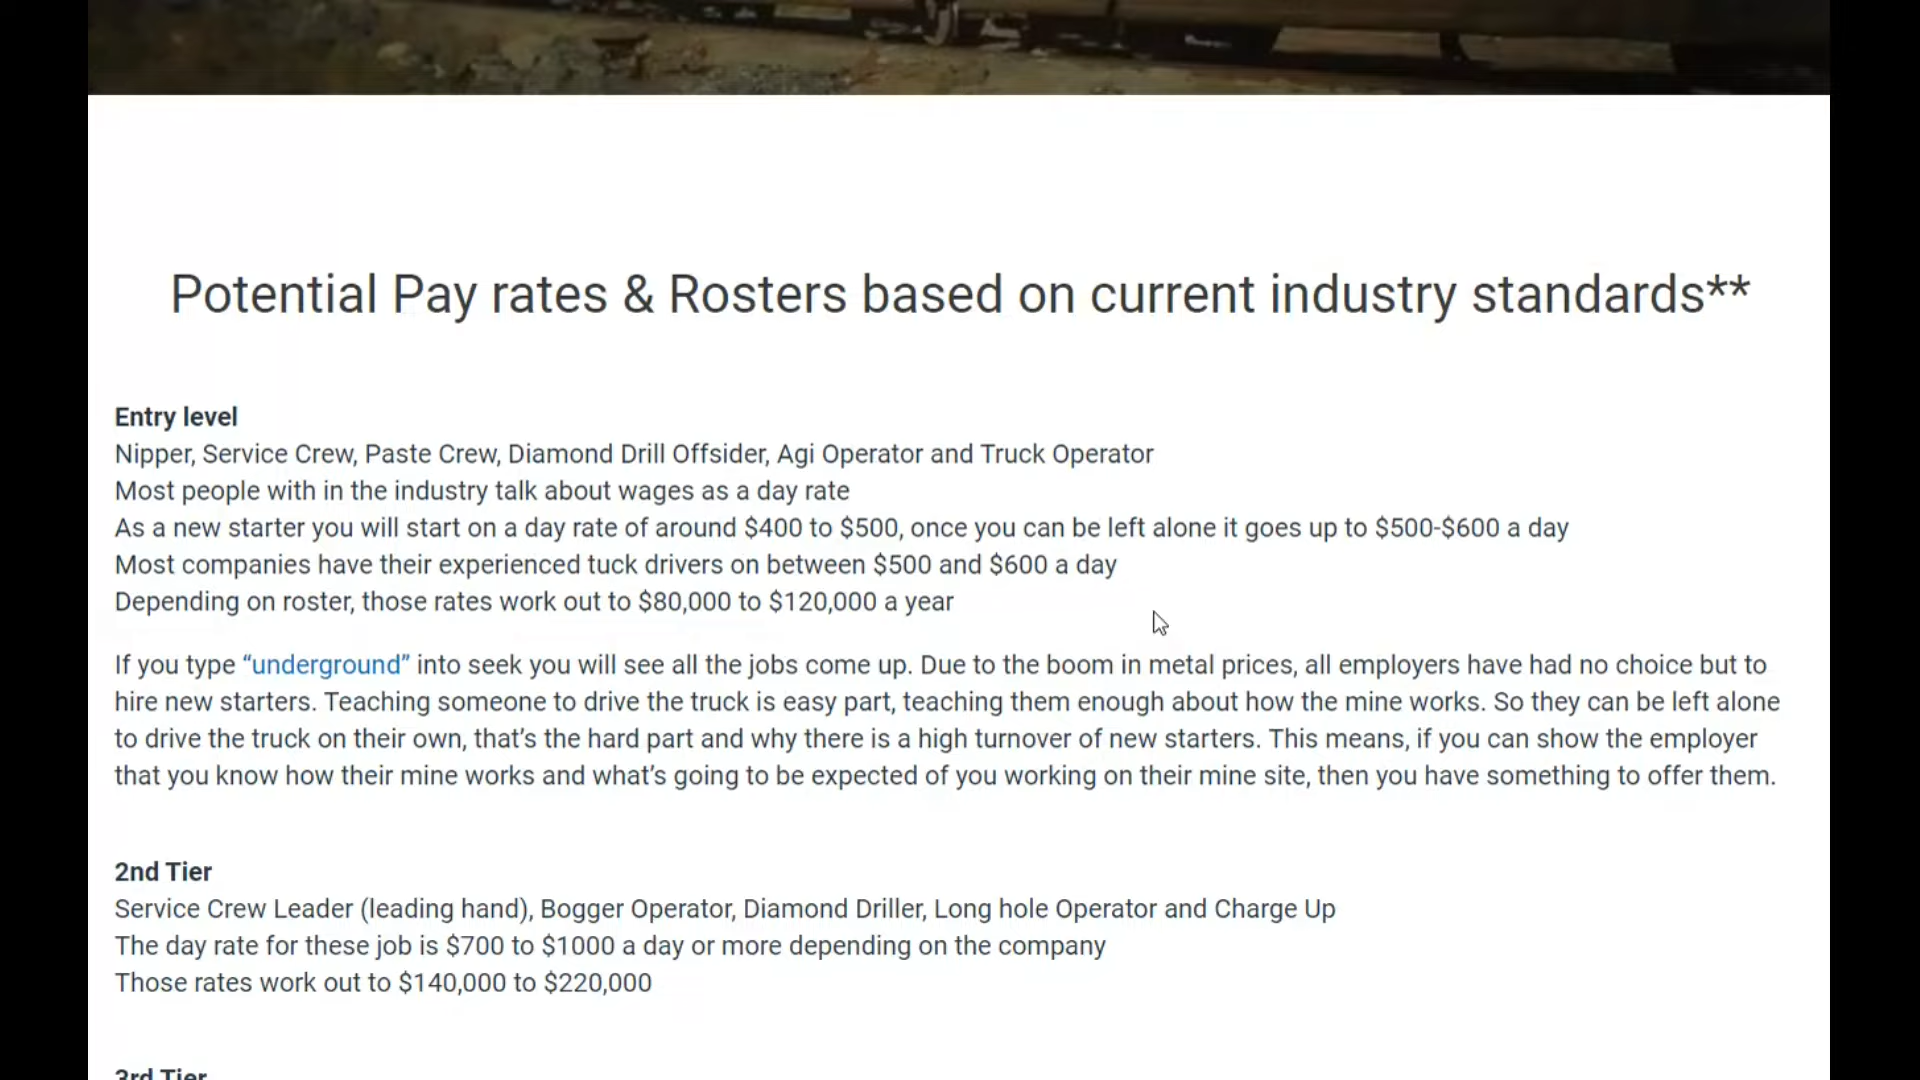 Potential Pay rates & Rosters based on current industry standards**
Entry level
Nipper, Service Crew, Paste Crew, Diamond Drill Offsider, Agi Operator and Truck Operator
Most people with in the industry talk about wages as a day rate
As a new starter you will start on a day rate of around $400 to $500, once you can be left alone it goes up to $500-$600 a day
Most companies have their experienced tuck drivers on between $500 and $600 a day
Depending on roster, those rates work out to $80,000 to $120,000 a year
If you type “underground” into seek you will see all the jobs come up. Due to the boom in metal prices, all employers have had no choice but to
hire new starters. Teaching someone to drive the truck is easy part, teaching them enough about how the mine works. So they can be left alone
to drive the truck on their own, that’s the hard part and why there is a high turnover of new starters. This means, if you can show the employer
that you know how their mine works and what’s going to be expected of you working on their mine site, then you have something to offer them.
2nd Tier
Service Crew Leader (leading hand), Bogger Operator, Diamond Driller, Long hole Operator and Charge Up
The day rate for these job is $700 to $1000 a day or more depending on the company
Those rates work out to $140,000 to $220,000
3rd Tier